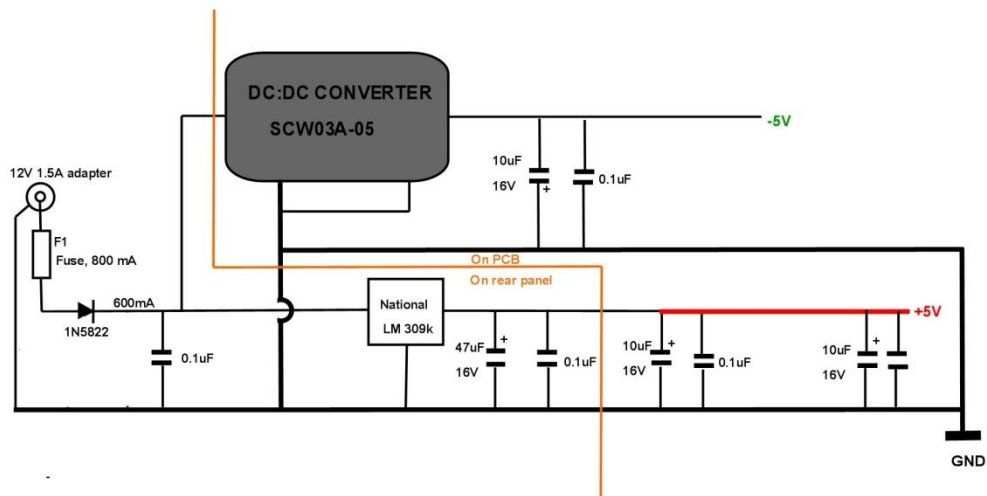 DC:DC CONVERTER
SCW03A-05
-5V
10uF
16V
+
0.1uF
12V 1.5A adapter
F1
Fuse, 800 mA
On PCB
On rear panel
600mA
1N5822
0.1uF
National
LM 309k
+5V
47uF
16V
+
0.1uF
10uF
16V
+
0.1uF
10uF
16V
+
GND